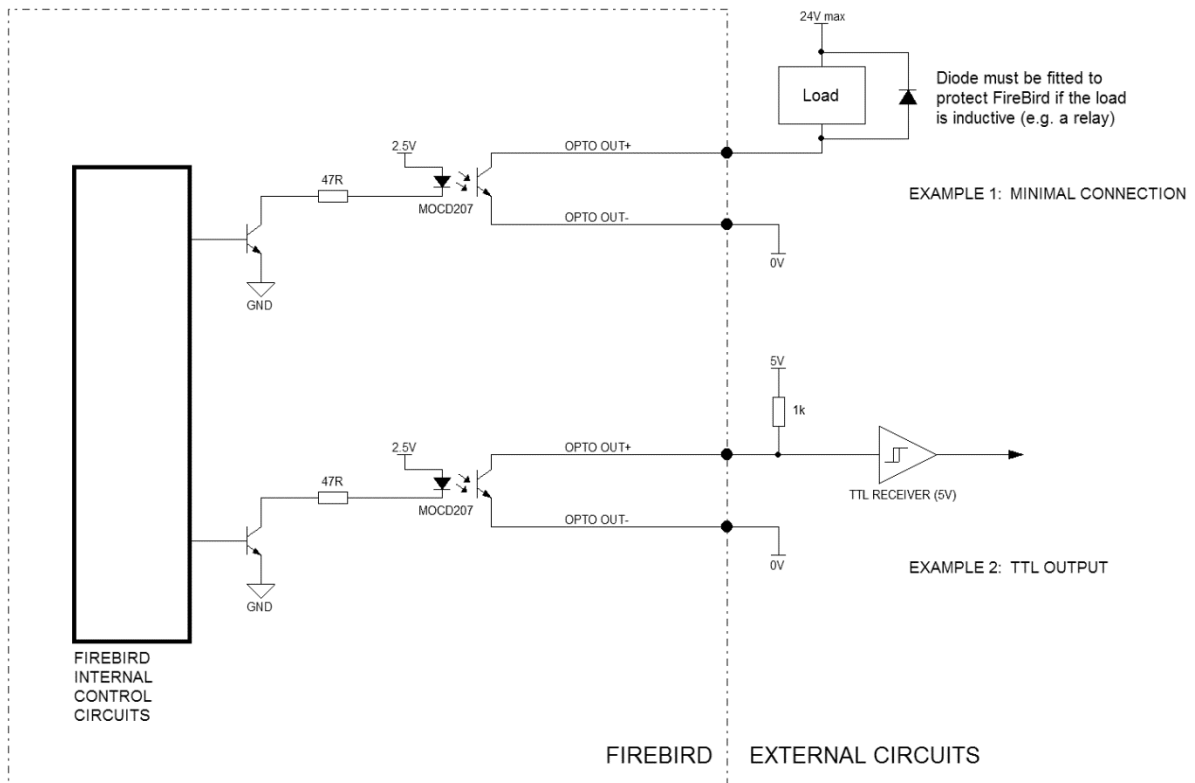 24V max
Load
Diode must be fitted to
protect FireBird if the load
is inductive (e.g. a relay)
2.5V
OPTO OUT+
47R
MOCD207
EXAMPLE 1:  MINIMAL CONNECTION
OPTO OUT-
0V
GND
5V
1k
2.5V
OPTO OUT+
47R
TTL RECEIVER (5V)
MOCD207
OPTO OUT-
0V
EXAMPLE 2:  TTL OUTPUT
GND
FIREBIRD
INTERNAL
CONTROL
CIRCUITS
FIREBIRD
EXTERNAL CIRCUITS